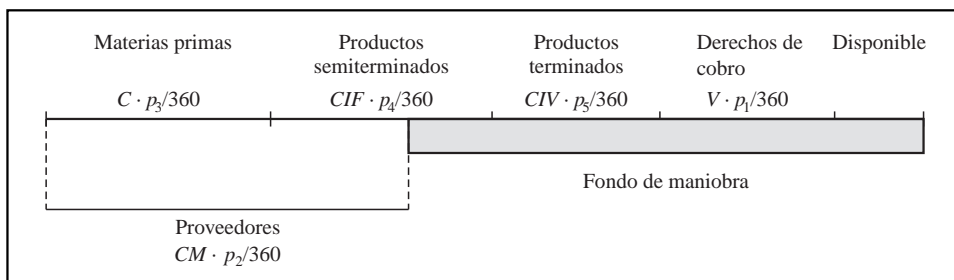 Materias primas
Productos
semiterminados
Productos
terminados
Derechos de
cobro
Disponible
C · p₃/360
CIF · p₄/360
CIV · p₅/360
V · p₁/360
Fondo de maniobra
Proveedores
CM · p₂/360